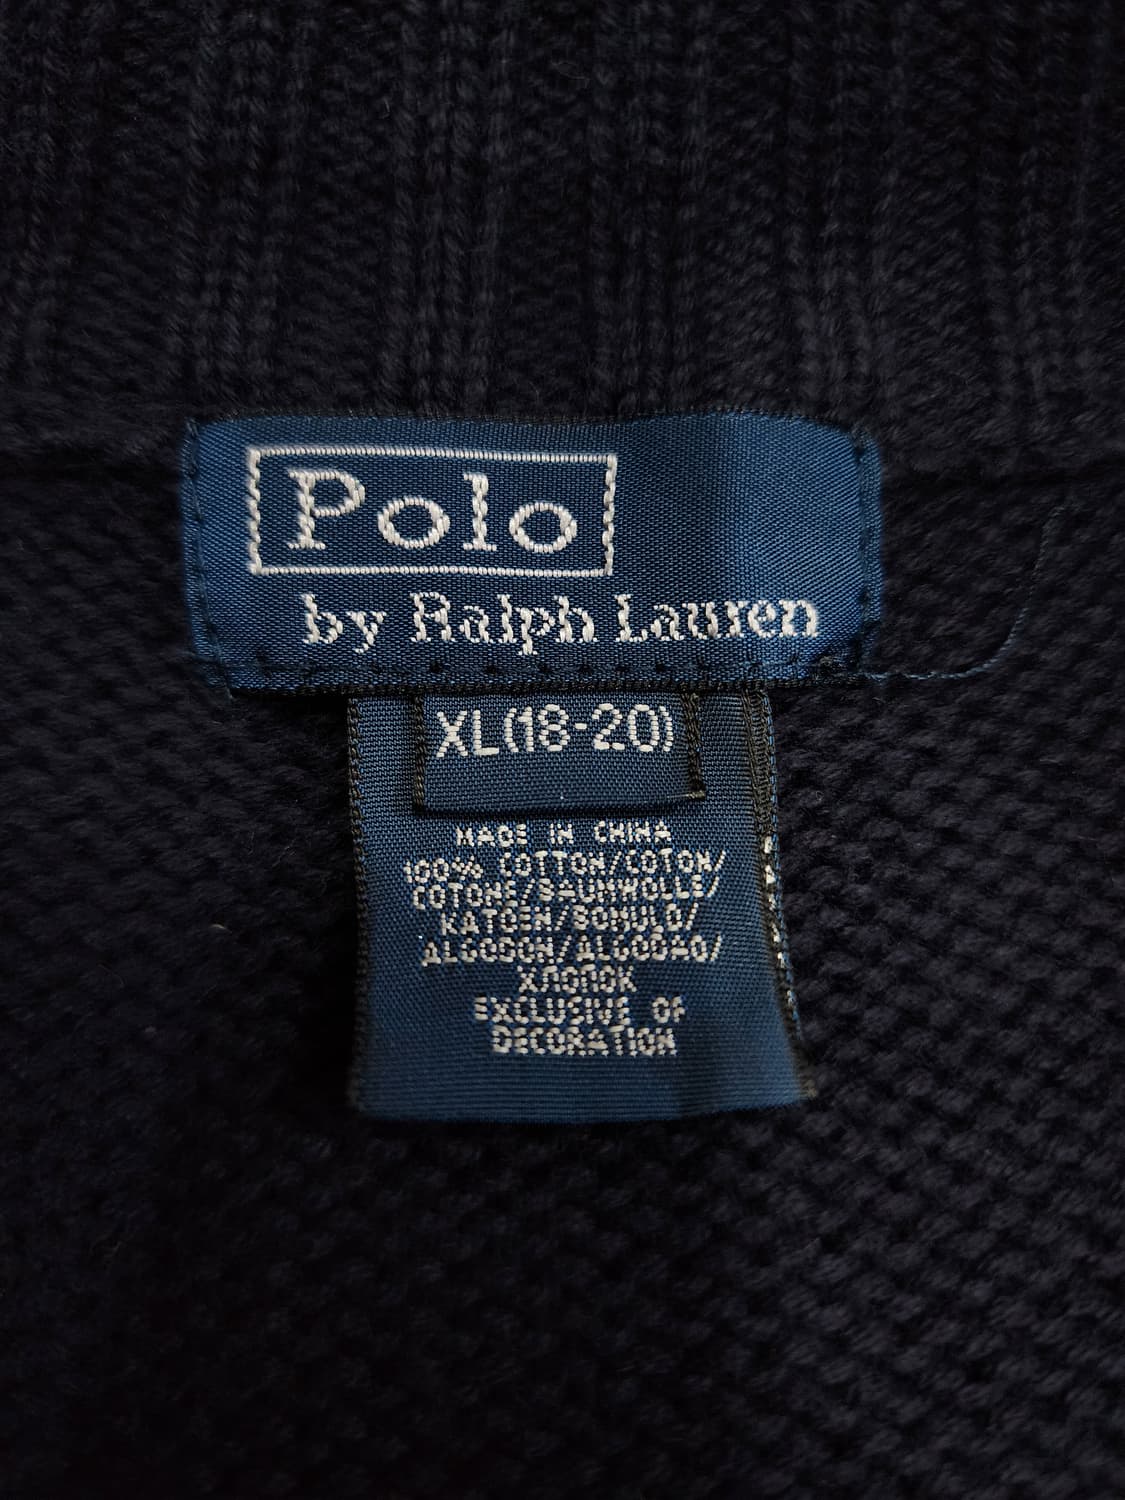 Polo
by Ralph Lauren
XL(18-20)
MADE IN CHINA
100% COTTON/COTON/
COTONE/BAUMWOLLE/
KATOEN/BOMULD/
ALGODON/ALGODAO/
ХЛОПОК
EXCLUSIVE OF
DECORATION